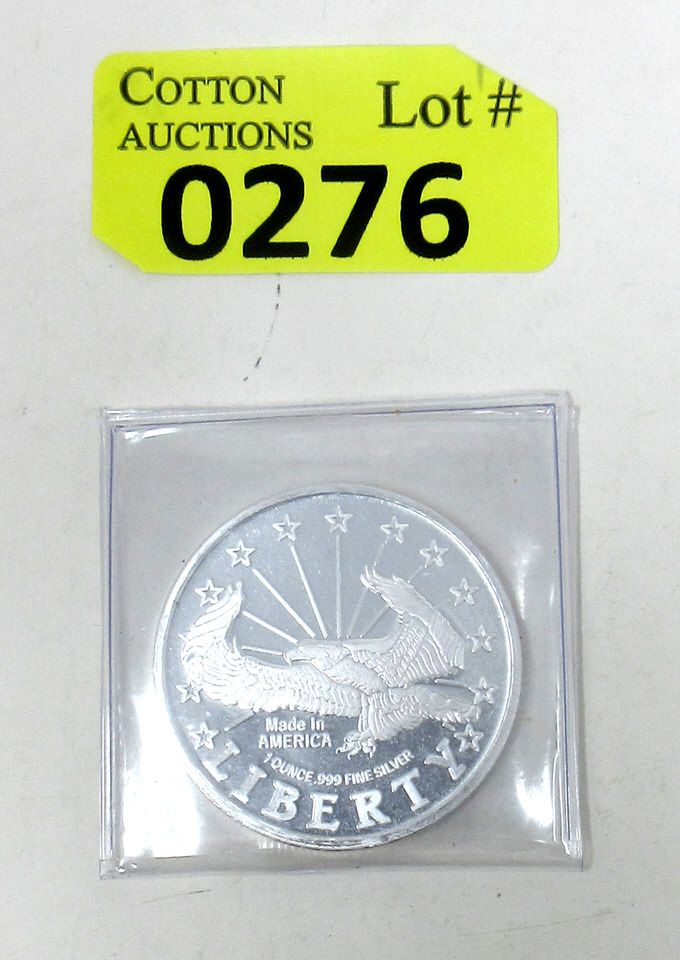 COTTON
AUCTIONS
Lot #
0276
Made In
AMERICA
1 OUNCE .999 FINE SILVER
LIBERTY